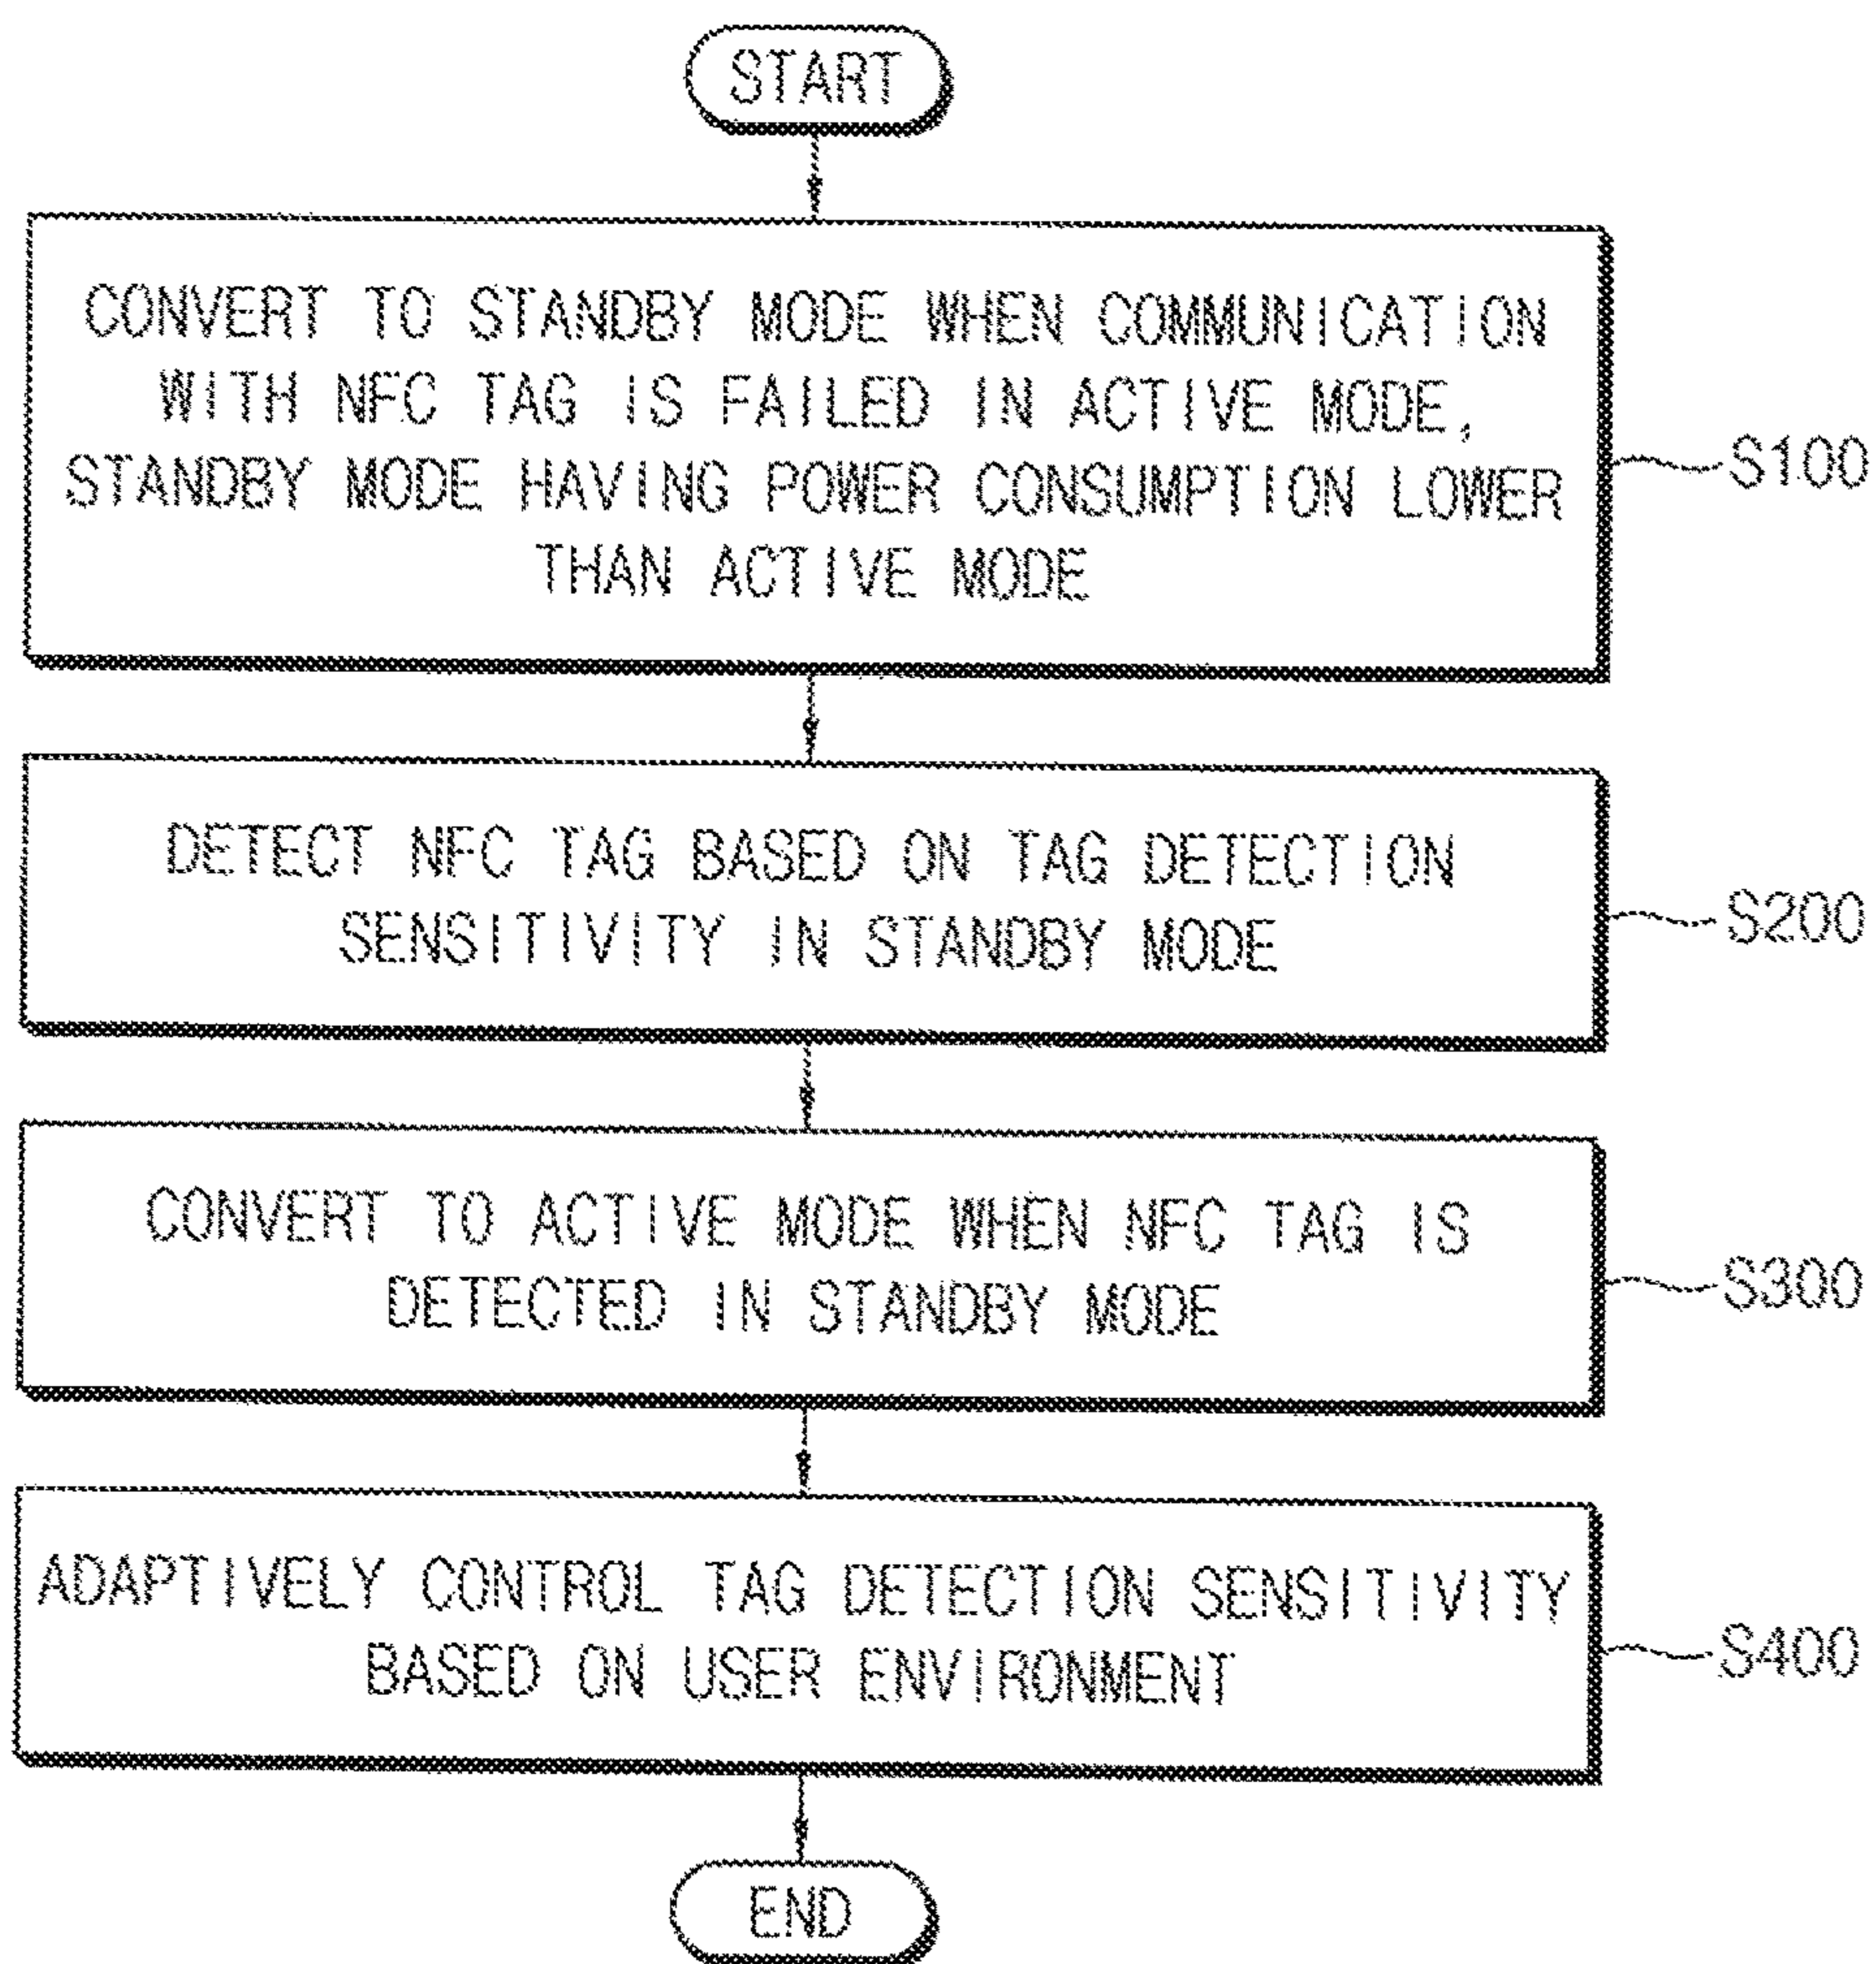 START
CONVERT TO STANDBY MODE WHEN COMMUNICATION
WITH NFC TAG IS FAILED IN ACTIVE MODE,
STANDBY MODE HAVING POWER CONSUMPTION LOWER
THAN ACTIVE MODE
S100
DETECT NFC TAG BASED ON TAG DETECTION
SENSITIVITY IN STANDBY MODE
S200
CONVERT TO ACTIVE MODE WHEN NFC TAG IS
DETECTED IN STANDBY MODE
S300
ADAPTIVELY CONTROL TAG DETECTION SENSITIVITY
BASED ON USER ENVIRONMENT
S400
END